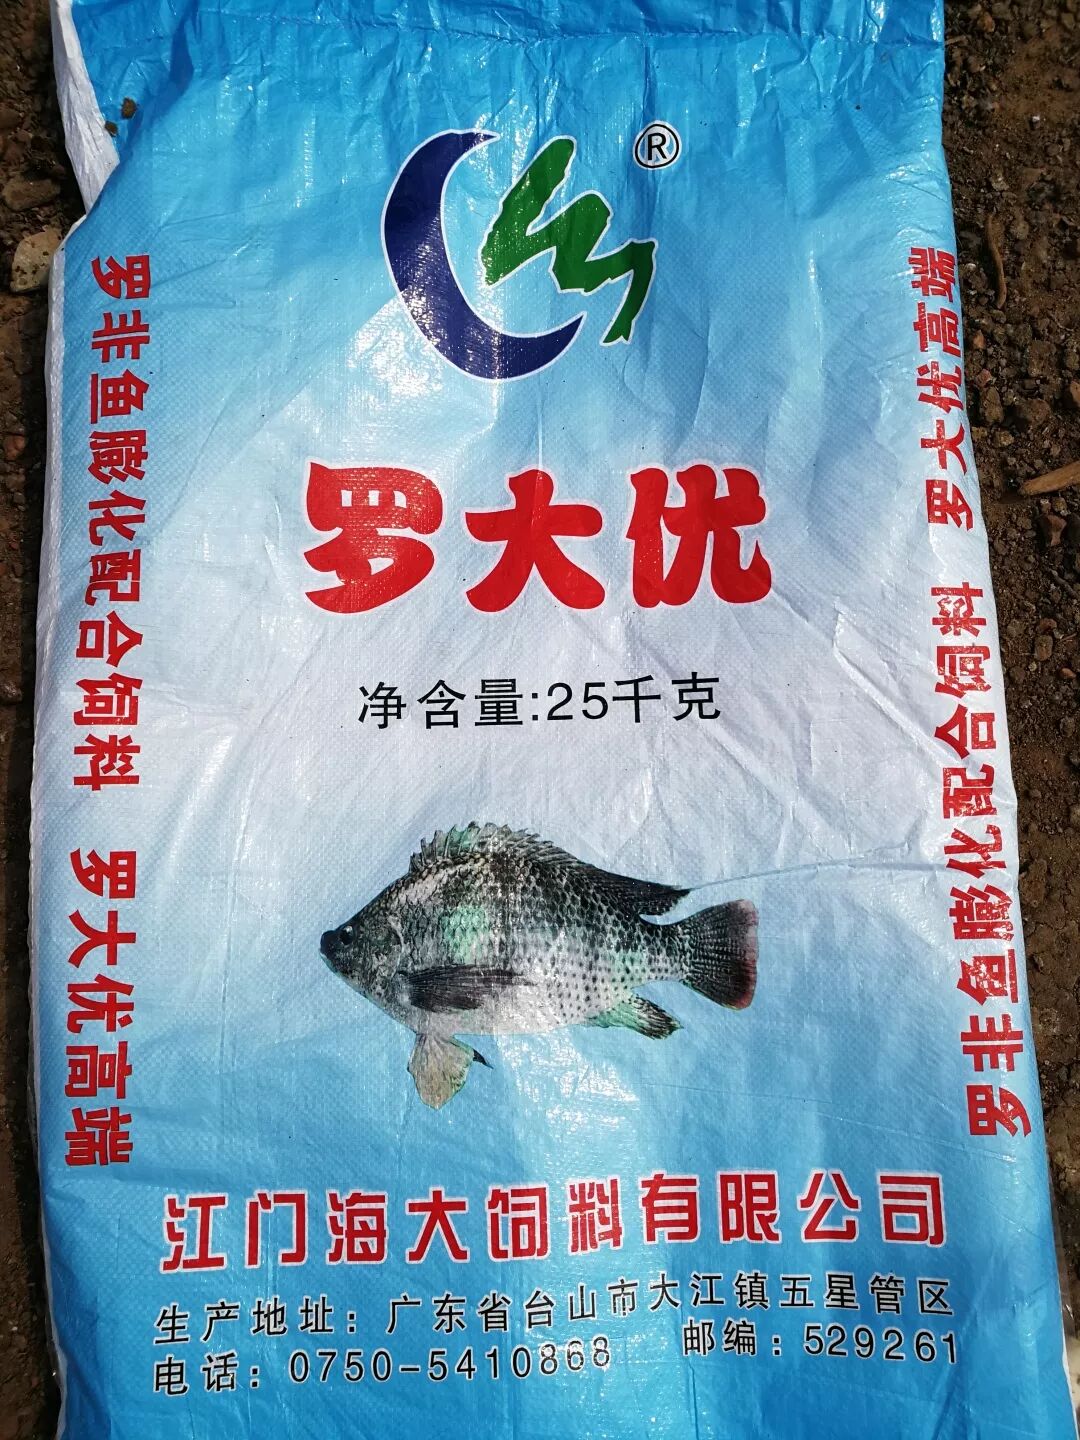 ®
罗大优
净含量:25千克
罗非鱼膨化配合饲料 罗大优高端
罗非鱼膨化配合饲料 罗大优高端
江门海大饲料有限公司
生产地址：广东省台山市大江镇五星管区
电话：0750-5410868 邮编：529261